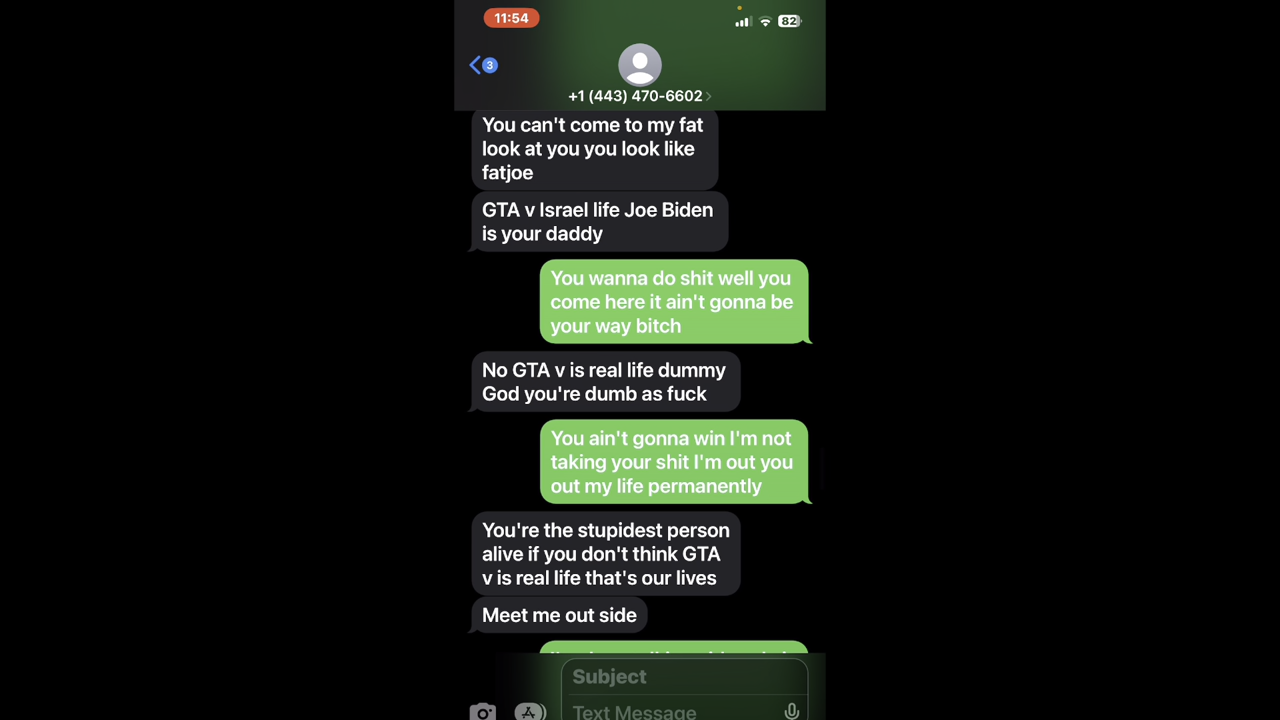 11:54
82
3
+1 (443) 470-6602
You can't come to my fat
look at you you look like
fatjoe
GTA v Israel life Joe Biden
is your daddy
You wanna do shit well you
come here it ain't gonna be
your way bitch
No GTA v is real life dummy
God you're dumb as fuck
You ain't gonna win I'm not
taking your shit I'm out you
out my life permanently
You're the stupidest person
alive if you don't think GTA
v is real life that's our lives
Meet me out side
Subject
Text Message